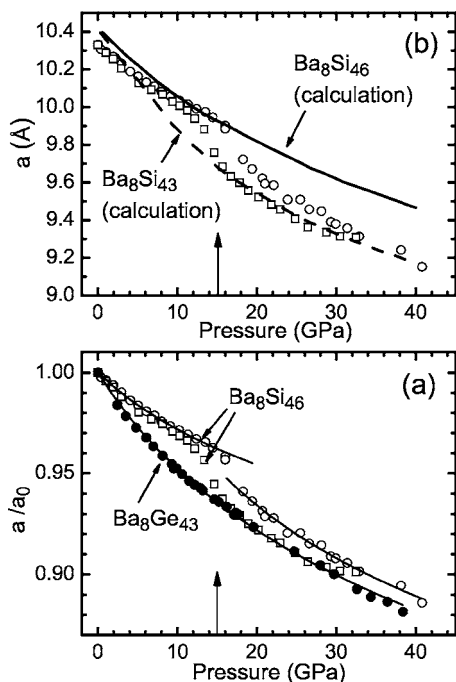 10.4
(b)
10.2
Ba8Si46
(calculation)
10.0
a (Å)
9.8
9.6
Ba8Si43
(calculation)
9.4
9.2
9.0
0 10 20 30 40
Pressure (GPa)
1.00
(a)
Ba8Si46
a /a0
0.95
Ba8Ge43
0.90
0 10 20 30 40
Pressure (GPa)